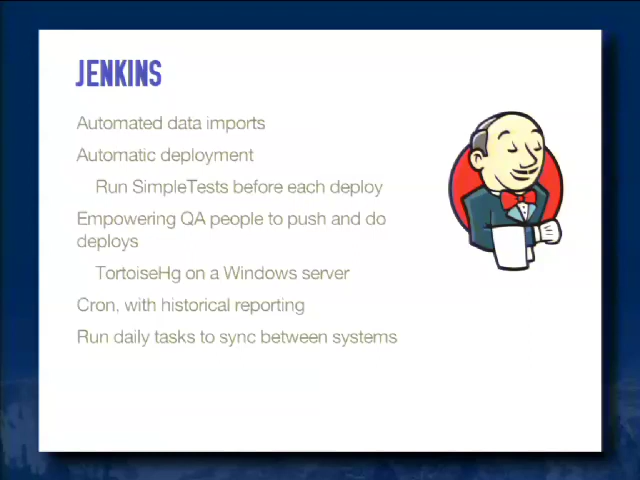 JENKINS
Automated data imports
Automatic deployment
Run SimpleTests before each deploy
Empowering QA people to push and do
deploys
TortoiseHg on a Windows server
Cron, with historical reporting
Run daily tasks to sync between systems